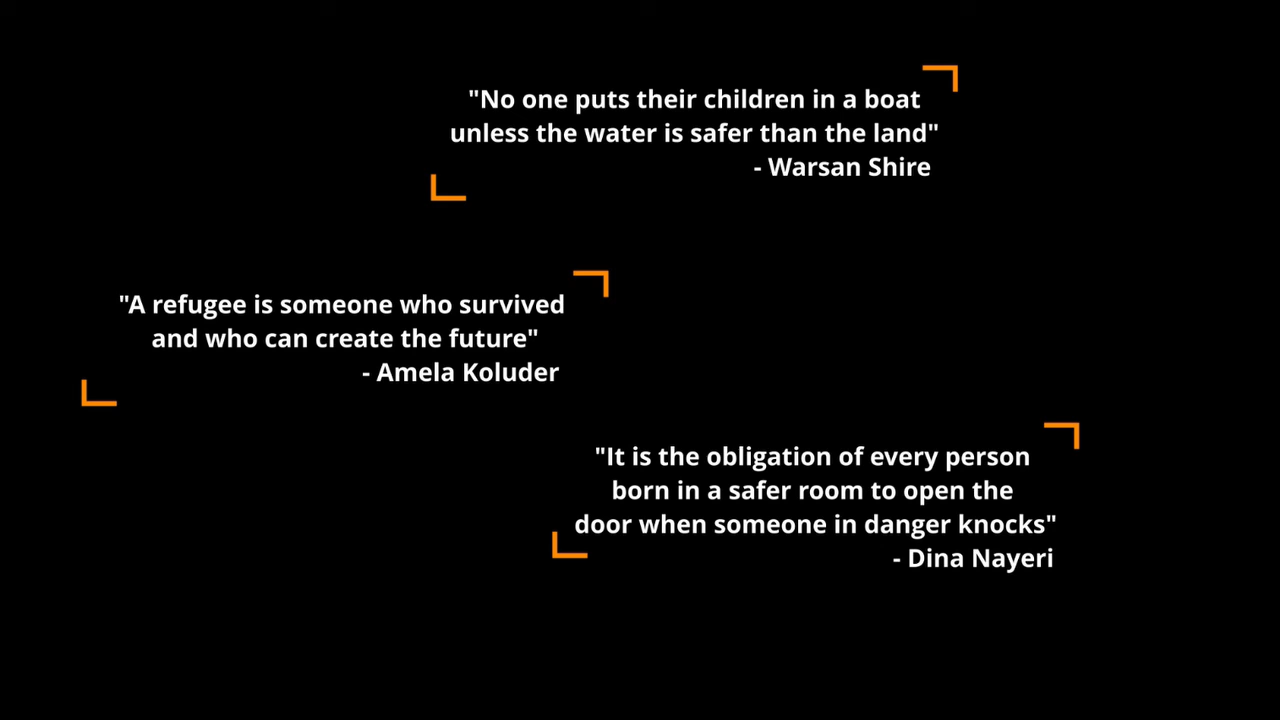 "No one puts their children in a boat
unless the water is safer than the land"
- Warsan Shire
"A refugee is someone who survived
and who can create the future"
- Amela Koluder
"It is the obligation of every person
born in a safer room to open the
door when someone in danger knocks"
- Dina Nayeri